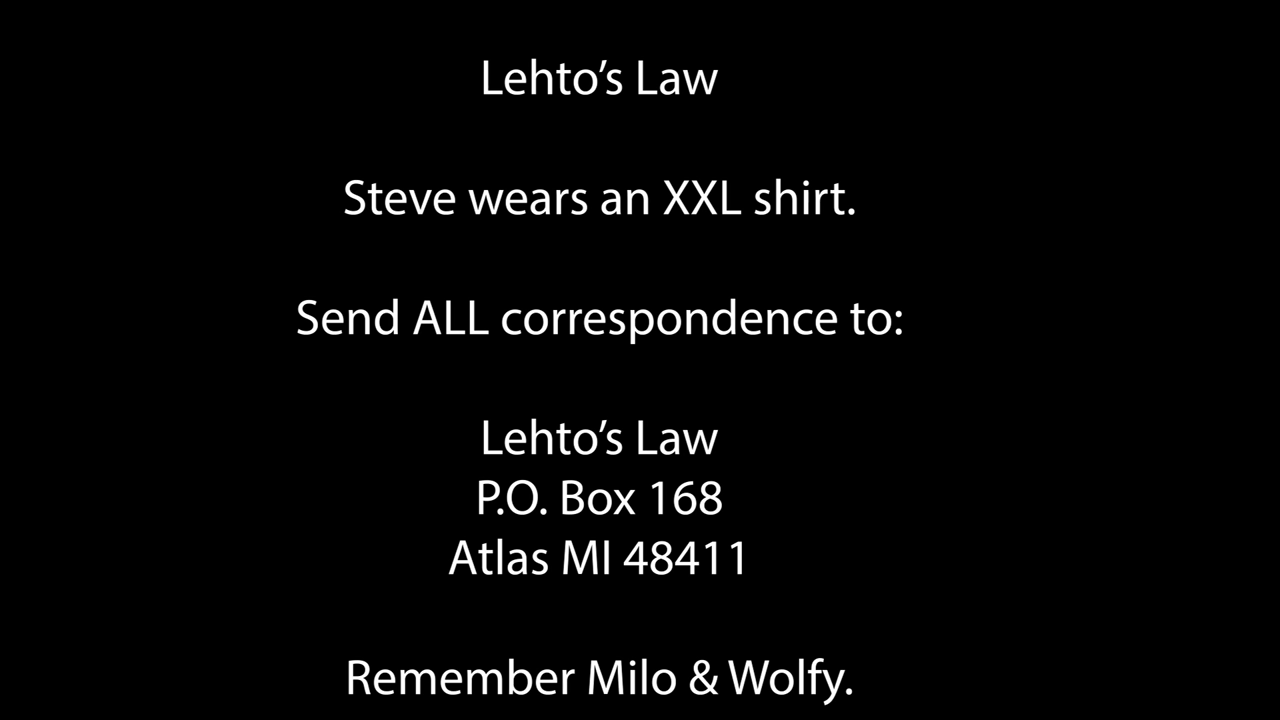 Lehto’s Law
Steve wears an XXL shirt.
Send ALL correspondence to:
Lehto’s Law
P.O. Box 168
Atlas MI 48411
Remember Milo & Wolfy.